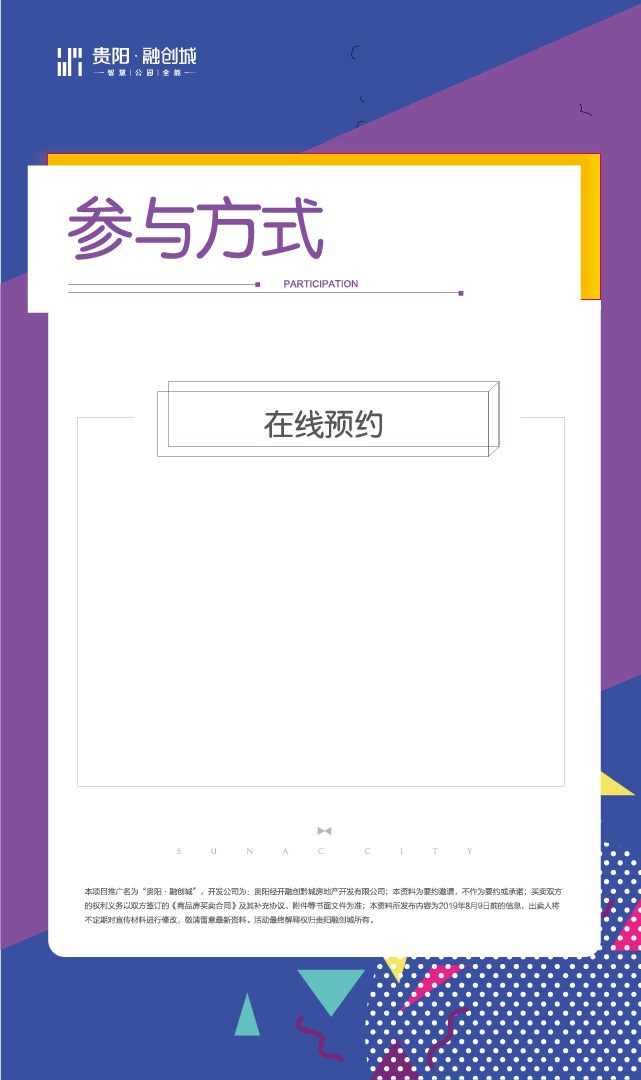 贵阳·融创城
智慧|公园|全能
参与方式
PARTICIPATION
在线预约
SUNAC CITY
本项目推广名为“贵阳·融创城”，开发公司为：贵阳经开融创黔城房地产开发有限公司；本资料为要约邀请，不作为要约或承诺；买卖双方
的权利义务以双方签订的《商品房买卖合同》及其补充协议、附件等书面文件为准；本资料所发布内容为2019年8月9日前的信息，出卖人将
不定期对宣传材料进行修改，敬请留意最新资料。活动最终解释权归贵阳融创城所有。